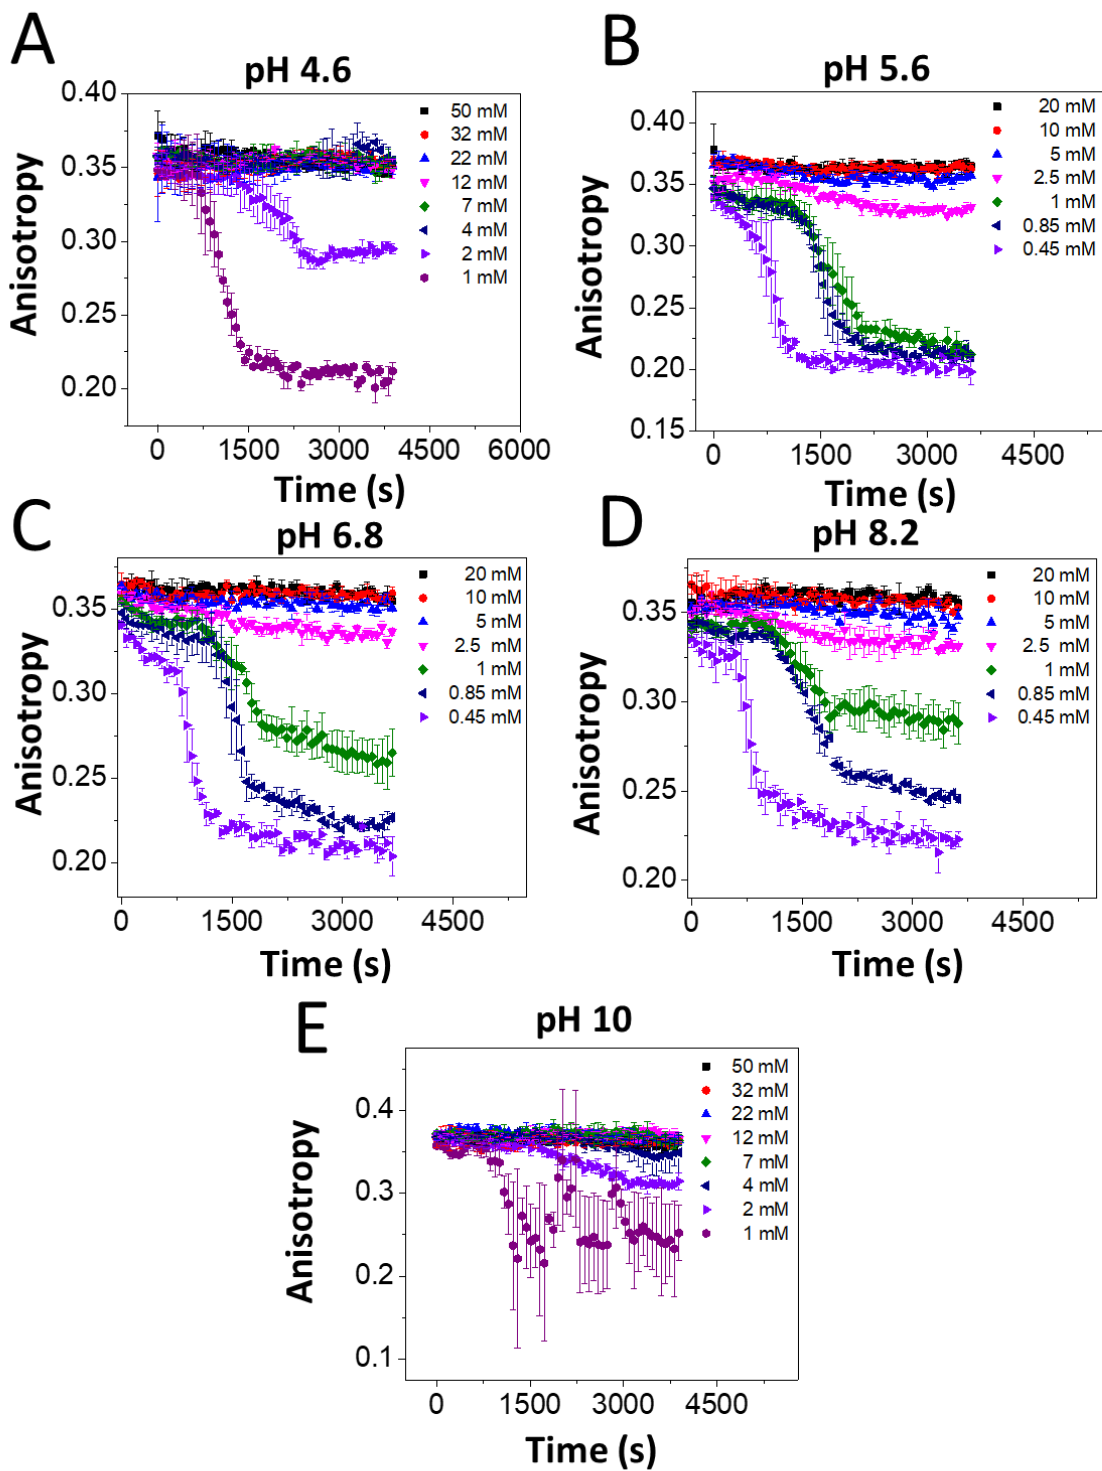 A
pH 4.6
Anisotropy
0.40
0.35
0.30
0.25
0.20
50 mM
32 mM
22 mM
12 mM
7 mM
4 mM
2 mM
1 mM
0 1500 3000 4500 6000
Time (s)
B
pH 5.6
Anisotropy
0.40
0.35
0.30
0.25
0.20
0.15
20 mM
10 mM
5 mM
2.5 mM
1 mM
0.85 mM
0.45 mM
0 1500 3000 4500
Time (s)
C
pH 6.8
Anisotropy
0.35
0.30
0.25
0.20
20 mM
10 mM
5 mM
2.5 mM
1 mM
0.85 mM
0.45 mM
0 1500 3000 4500
Time (s)
D
pH 8.2
Anisotropy
0.35
0.30
0.25
0.20
20 mM
10 mM
5 mM
2.5 mM
1 mM
0.85 mM
0.45 mM
0 1500 3000 4500
Time (s)
E
pH 10
Anisotropy
0.4
0.3
0.2
0.1
50 mM
32 mM
22 mM
12 mM
7 mM
4 mM
2 mM
1 mM
0 1500 3000 4500
Time (s)